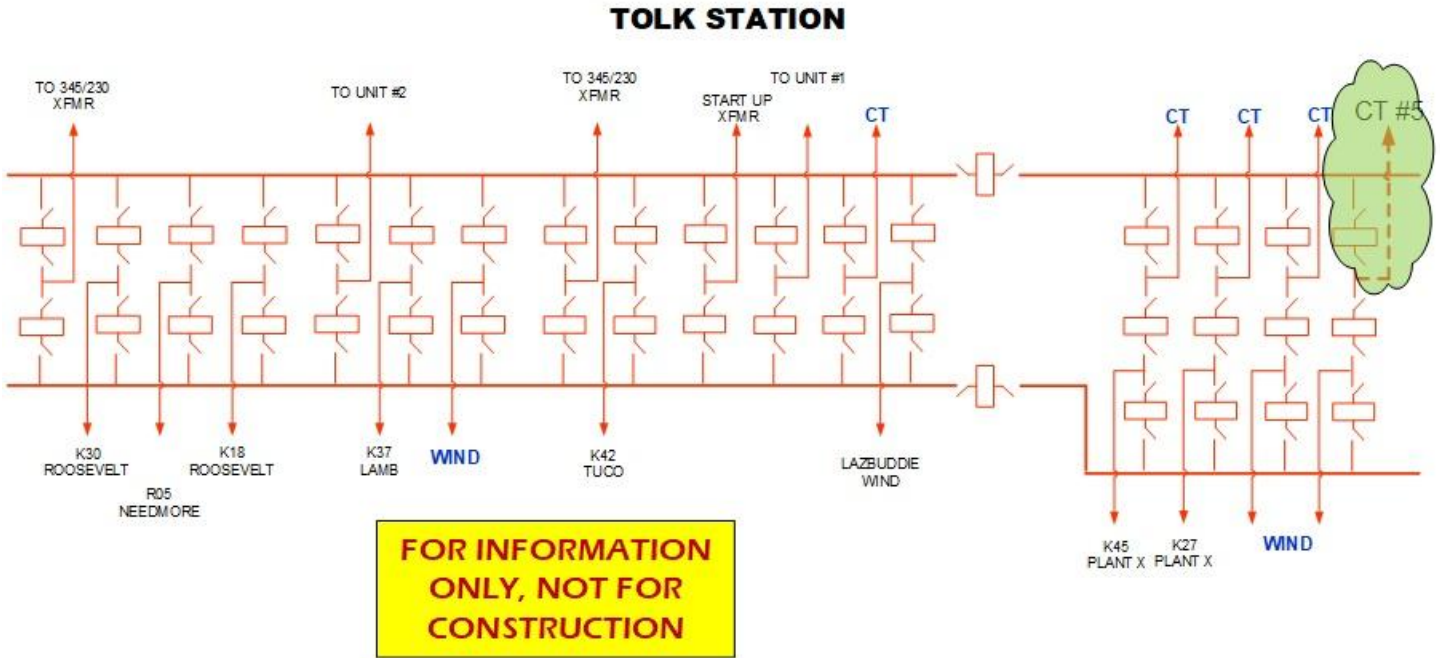 TOLK STATION
TO 345/230
XFMR
TO UNIT #2
TO 345/230
XFMR
START UP
XFMR
TO UNIT #1
CT
CT
CT
CT
CT #5
K30
ROOSEVELT
R05
NEEDMORE
K18
ROOSEVELT
K37
LAMB
WIND
K42
TUCO
LAZBUDDIE
WIND
K45
PLANT X
K27
PLANT X
WIND
FOR INFORMATION
ONLY, NOT FOR
CONSTRUCTION